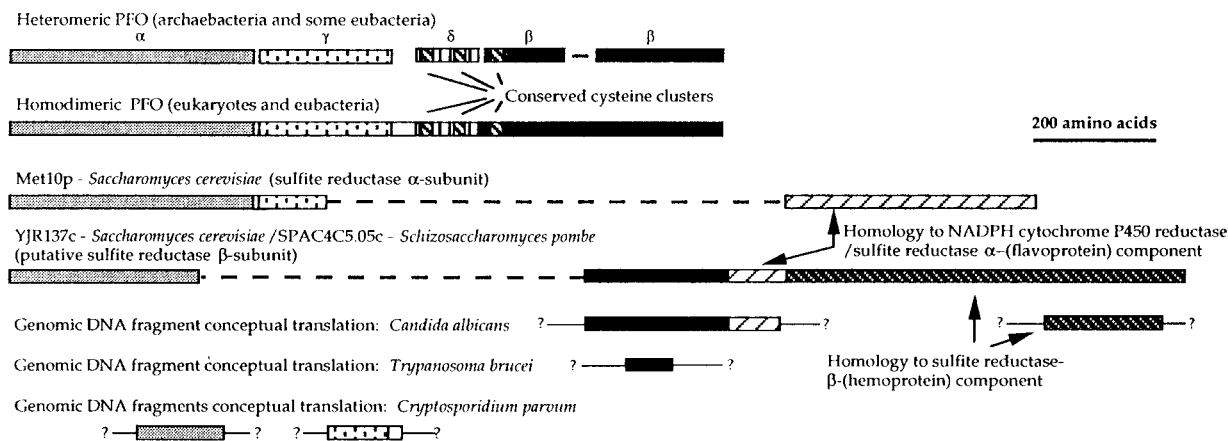 Heteromeric PFO (archaebacteria and some eubacteria)
α γ δ β β
Conserved cysteine clusters
Homodimeric PFO (eukaryotes and eubacteria)
200 amino acids
Met10p - Saccharomyces cerevisiae (sulfite reductase α-subunit)
YJR137c - Saccharomyces cerevisiae /SPAC4C5.05c - Schizosaccharomyces pombe
(putative sulfite reductase β-subunit)
Homology to NADPH cytochrome P450 reductase
/sulfite reductase α-(flavoprotein) component
Genomic DNA fragment conceptual translation: Candida albicans ? ? ? ?
Homology to sulfite reductase-
β-(hemoprotein) component
Genomic DNA fragment conceptual translation: Trypanosoma brucei ? ?
Genomic DNA fragments conceptual translation: Cryptosporidium parvum
? ? ? ?